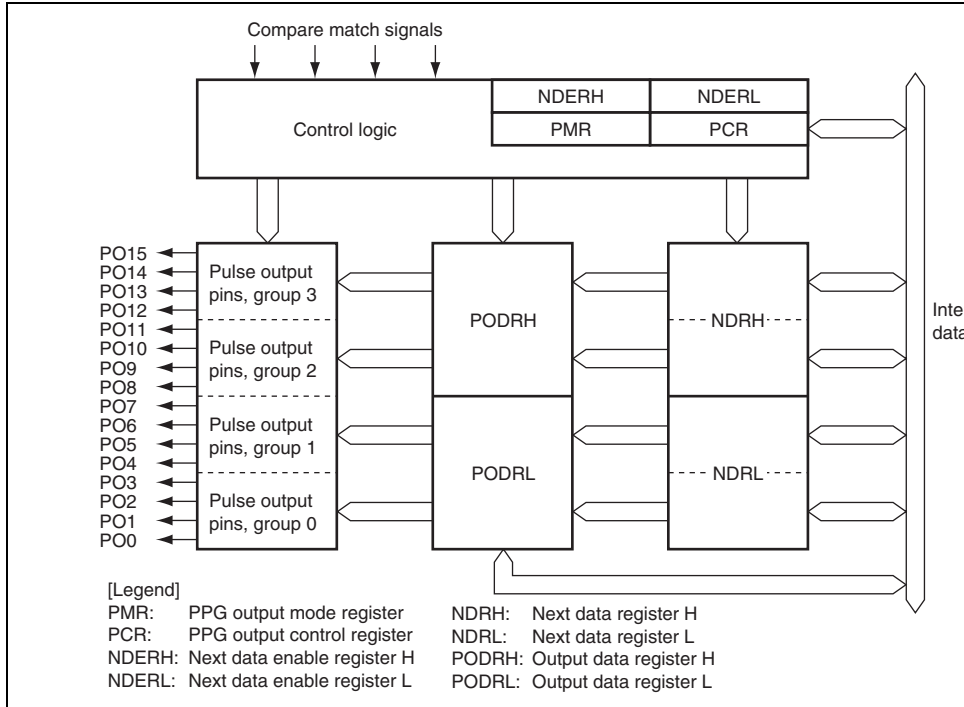 Compare match signals
Control logic
NDERH
NDERL
PMR
PCR
PO15
PO14
PO13
PO12
PO11
PO10
PO9
PO8
PO7
PO6
PO5
PO4
PO3
PO2
PO1
PO0
Pulse output
pins, group 3
Pulse output
pins, group 2
Pulse output
pins, group 1
Pulse output
pins, group 0
PODRH
PODRL
NDRH
NDRL
data
[Legend]
PMR: PPG output mode register
PCR: PPG output control register
NDERH: Next data enable register H
NDERL: Next data enable register L
NDRH: Next data register H
NDRL: Next data register L
PODRH: Output data register H
PODRL: Output data register L